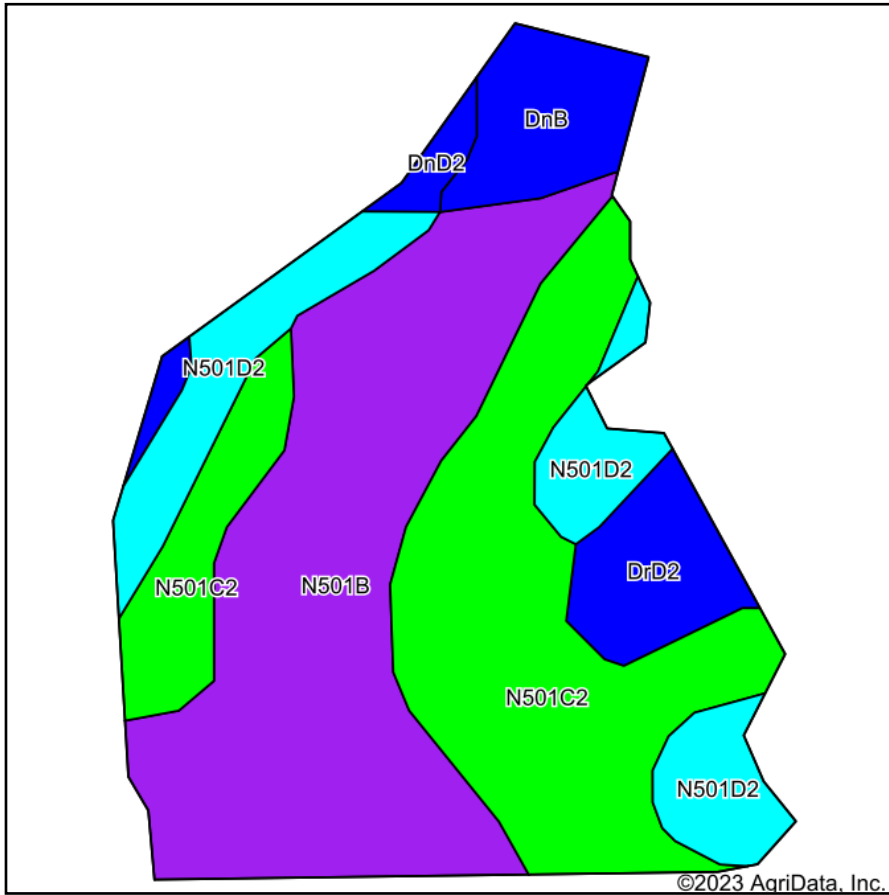 DnB
DnD2
N501D2
N501D2
DrD2
N501C2
N501B
N501C2
N501D2
©2023 AgriData, Inc.